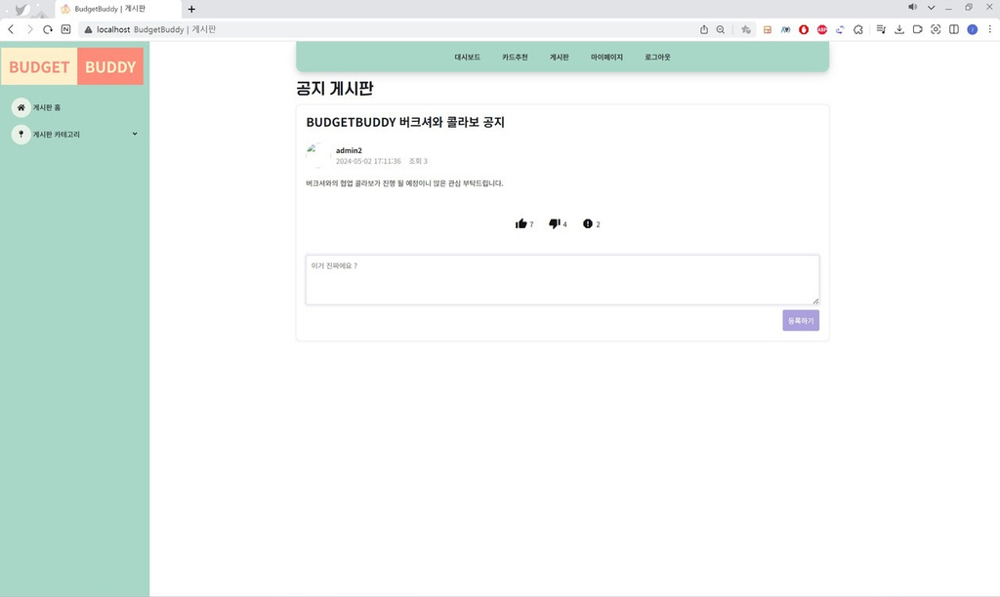 BudgetBuddy | 게시판
localhost BudgetBuddy | 게시판
BUDGET BUDDY
게시판 홈
게시판 카테고리
대시보드 카드추천 게시판 마이페이지 로그아웃
공지 게시판
BUDGETBUDDY 버크셔와 콜라보 공지
admin2
2024-05-02 17:11:36 조회 3
버크셔와의 협업 콜라보가 진행 될 예정이니 많은 관심 부탁드립니다.
7 4 2
이거 진짜에요 ?
등록하기